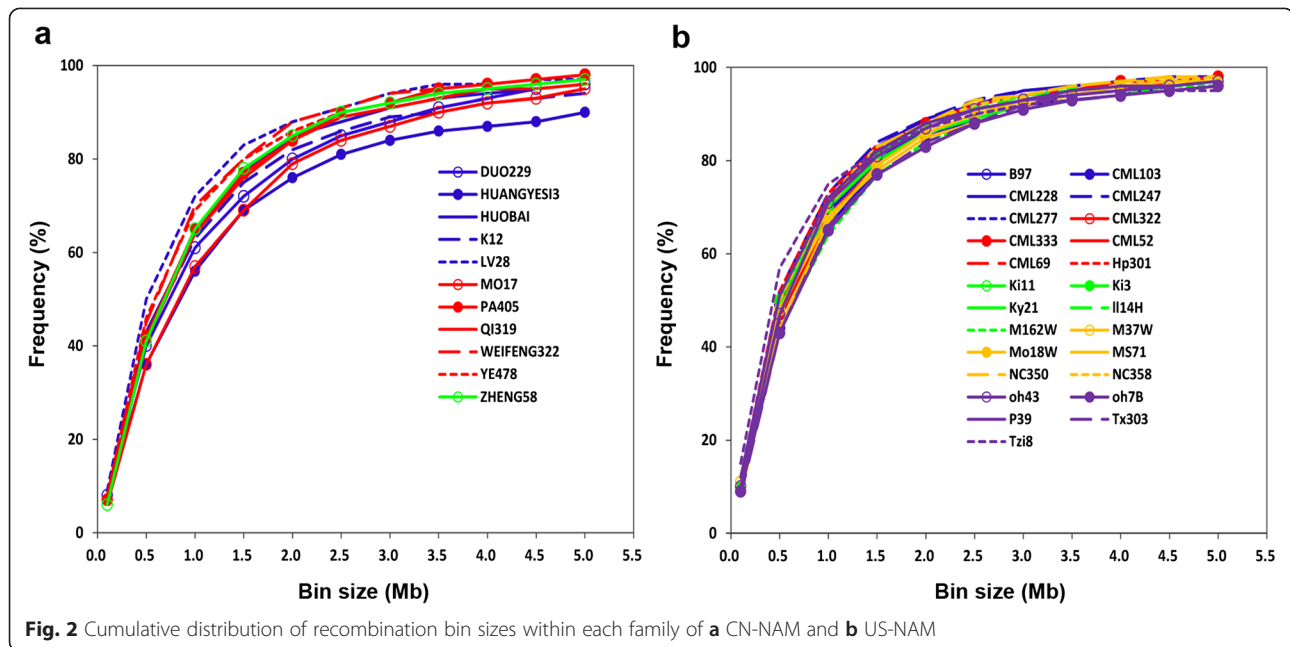 a
Frequency (%)
100
80
60
40
20
0
0.0 0.5 1.0 1.5 2.0 2.5 3.0 3.5 4.0 4.5 5.0 5.5
Bin size (Mb)
DUO229
HUANGYESI3
HUOBAI
K12
LV28
MO17
PA405
QI319
WEIFENG322
YE478
ZHENG58
b
Frequency (%)
100
80
60
40
20
0
0.0 0.5 1.0 1.5 2.0 2.5 3.0 3.5 4.0 4.5 5.0 5.5
Bin size (Mb)
B97 CML103
CML228 CML247
CML277 CML322
CML333 CML52
CML69 Hp301
Ki11 Ki3
Ky21 Il14H
M162W M37W
Mo18W MS71
NC350 NC358
oh43 oh7B
P39 Tx303
Tzi8
Fig. 2 Cumulative distribution of recombination bin sizes within each family of a CN-NAM and b US-NAM